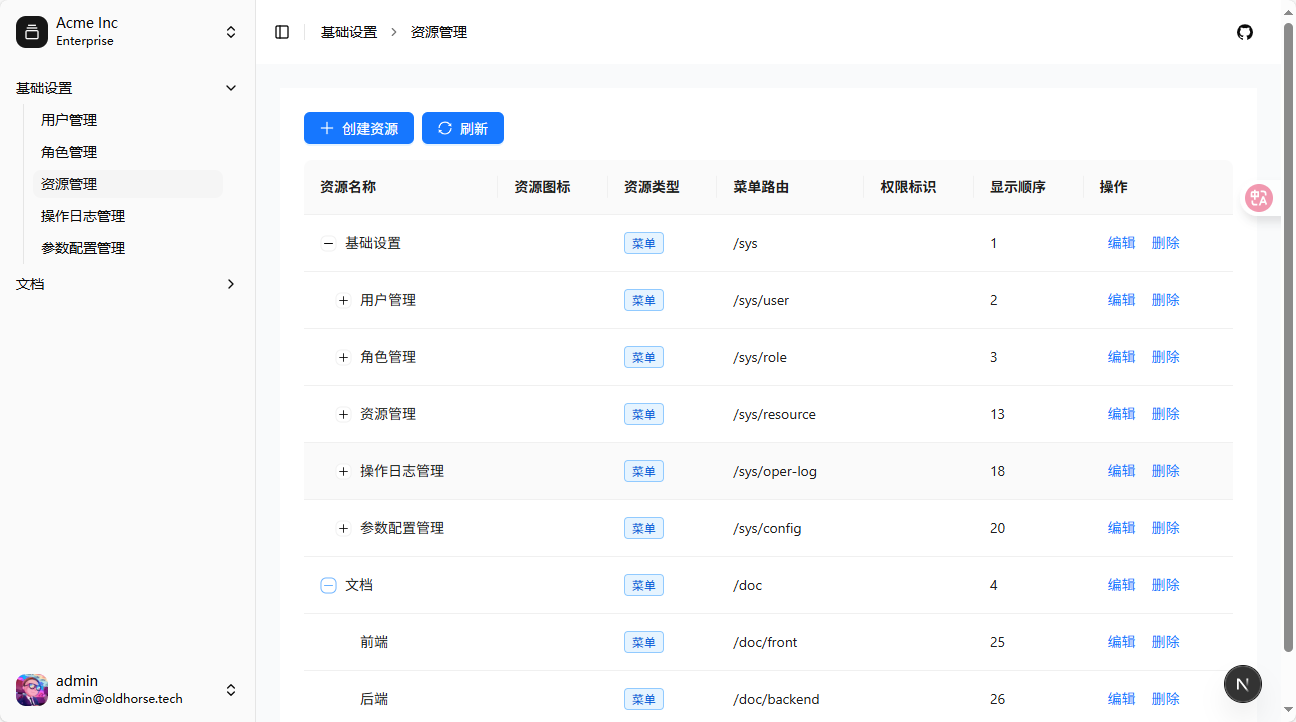 Acme Inc
Enterprise
基础设置
用户管理
角色管理
资源管理
操作日志管理
参数配置管理
文档
admin
admin@oldhorse.tech
基础设置 > 资源管理
创建资源 刷新
资源名称 资源图标 资源类型 菜单路由 权限标识 显示顺序 操作
基础设置 菜单 /sys 1 编辑 删除
用户管理 菜单 /sys/user 2 编辑 删除
角色管理 菜单 /sys/role 3 编辑 删除
资源管理 菜单 /sys/resource 13 编辑 删除
操作日志管理 菜单 /sys/oper-log 18 编辑 删除
参数配置管理 菜单 /sys/config 20 编辑 删除
文档 菜单 /doc 4 编辑 删除
前端 菜单 /doc/front 25 编辑 删除
后端 菜单 /doc/backend 26 编辑 删除
中A
N